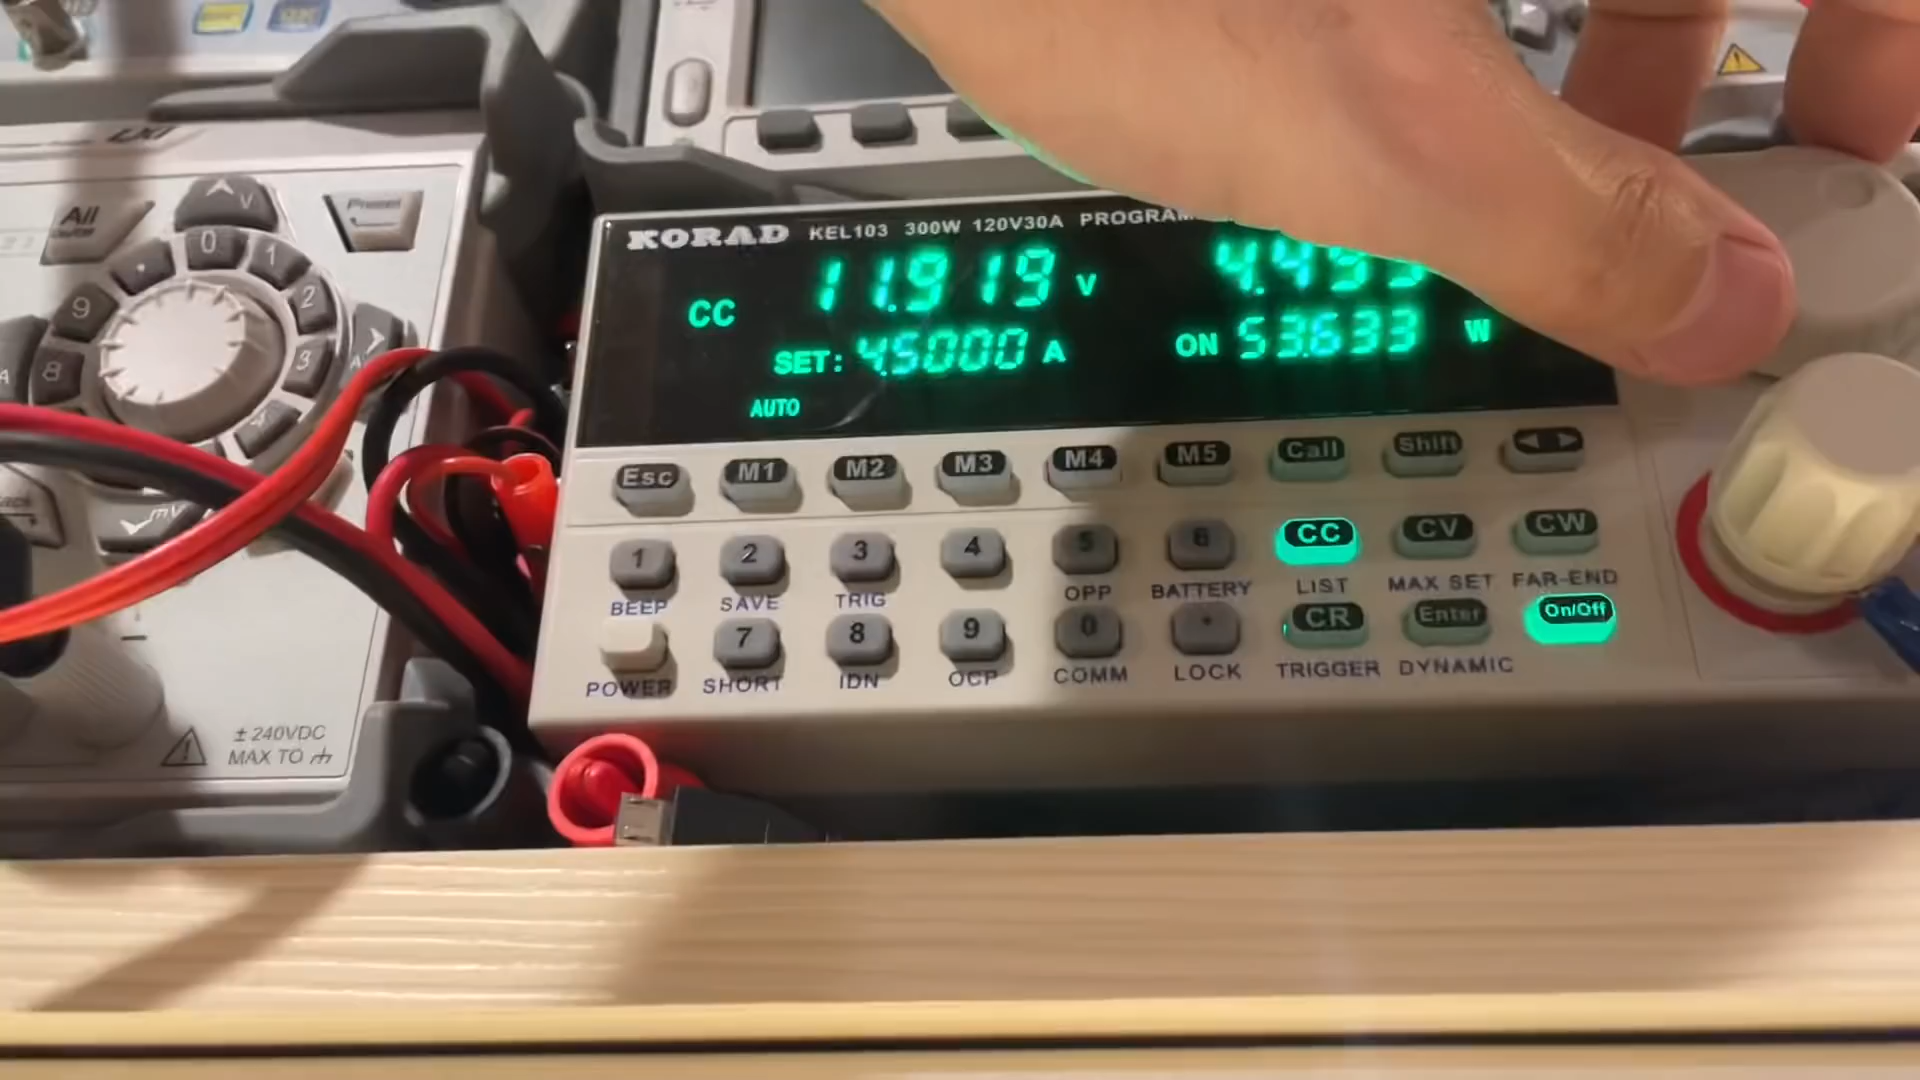 LXI
KORAD KEL103 300W 120V30A PROGRAM
CC 11.919 V
SET: 4.5000 A ON 53.633 W
AUTO
All
V
0
1
2
3
8
9
.
A
Preset
Esc M1 M2 M3 M4 M5 Call Shift ◀ ▶
1 2 3 4 5 6 CC CV CW
BEEP SAVE TRIG OPP BATTERY LIST MAX SET FAR-END
7 8 9 0 . CR Enter On/Off
POWER SHORT IDN OCP COMM LOCK TRIGGER DYNAMIC
± 240VDC
MAX TO